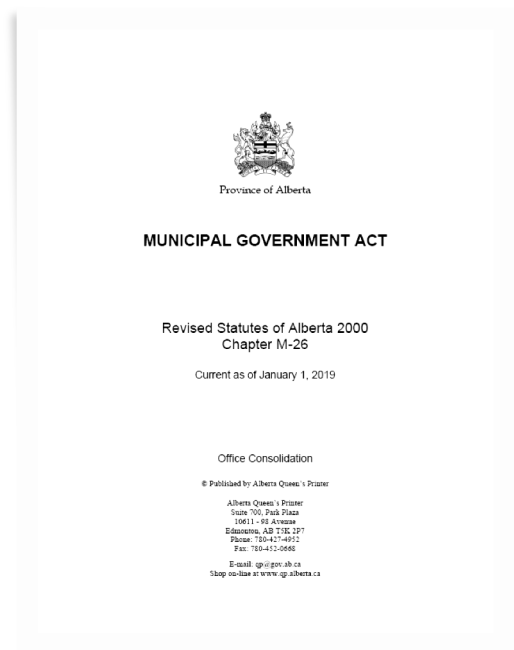 Province of Alberta
MUNICIPAL GOVERNMENT ACT
Revised Statutes of Alberta 2000
Chapter M-26
Current as of January 1, 2019
Office Consolidation
© Published by Alberta Queen's Printer
Alberta Queen's Printer
Suite 700, Park Plaza
10611 - 98 Avenue
Edmonton, AB T5K 2P7
Phone: 780-427-4952
Fax: 780-452-0668
E-mail: qp@gov.ab.ca
Shop on-line at www.qp.alberta.ca